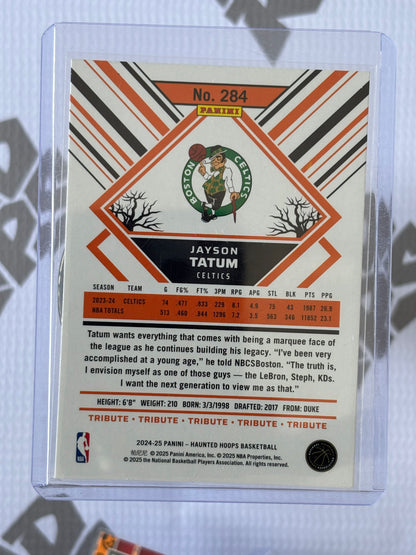 No. 284
PANINI
BOSTON CELTICS
JAYSON
TATUM
CELTICS
SEASON TEAM G FG% FT% 3PM RPG APG STL BLK PTS PPG
2023-24 CELTICS 74 .471 .833 229 8.1 4.9 75 43 1987 26.9
NBA TOTALS 513 .460 .844 1296 7.2 3.5 563 346 11852 23.1
Tatum wants everything that comes with being a marquee face of
the league as he continues building his legacy. “I’ve been very
accomplished at a young age,” he told NBCSBoston. “The truth is,
I envision myself as one of those guys — the LeBron, Steph, KDs.
I want the next generation to view me as that.”
HEIGHT: 6'8" WEIGHT: 210 BORN: 3/3/1998 DRAFTED: 2017 FROM: DUKE
TRIBUTE • TRIBUTE • TRIBUTE • TRIBUTE • TRIBUTE
2024-25 PANINI - HAUNTED HOOPS BASKETBALL
帕尼尼 © 2025 Panini America, Inc. © 2025 NBA Properties, Inc.
© 2025 the National Basketball Players Association. All rights reserved.
NBA